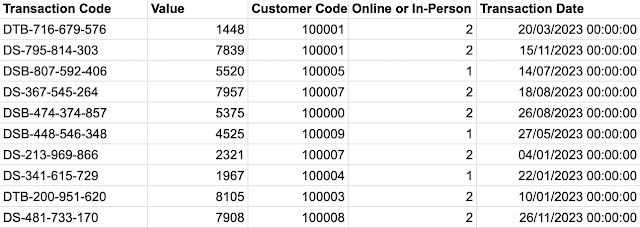 Transaction Code Value Customer Code Online or In-Person Transaction Date
DTB-716-679-576 1448 100001 2 20/03/2023 00:00:00
DS-795-814-303 7839 100001 2 15/11/2023 00:00:00
DSB-807-592-406 5520 100005 1 14/07/2023 00:00:00
DS-367-545-264 7957 100007 2 18/08/2023 00:00:00
DSB-474-374-857 5375 100000 2 26/08/2023 00:00:00
DSB-448-546-348 4525 100009 1 27/05/2023 00:00:00
DS-213-969-866 2321 100007 2 04/01/2023 00:00:00
DS-341-615-729 1967 100004 1 22/01/2023 00:00:00
DTB-200-951-620 8105 100003 2 10/01/2023 00:00:00
DS-481-733-170 7908 100008 2 26/11/2023 00:00:00